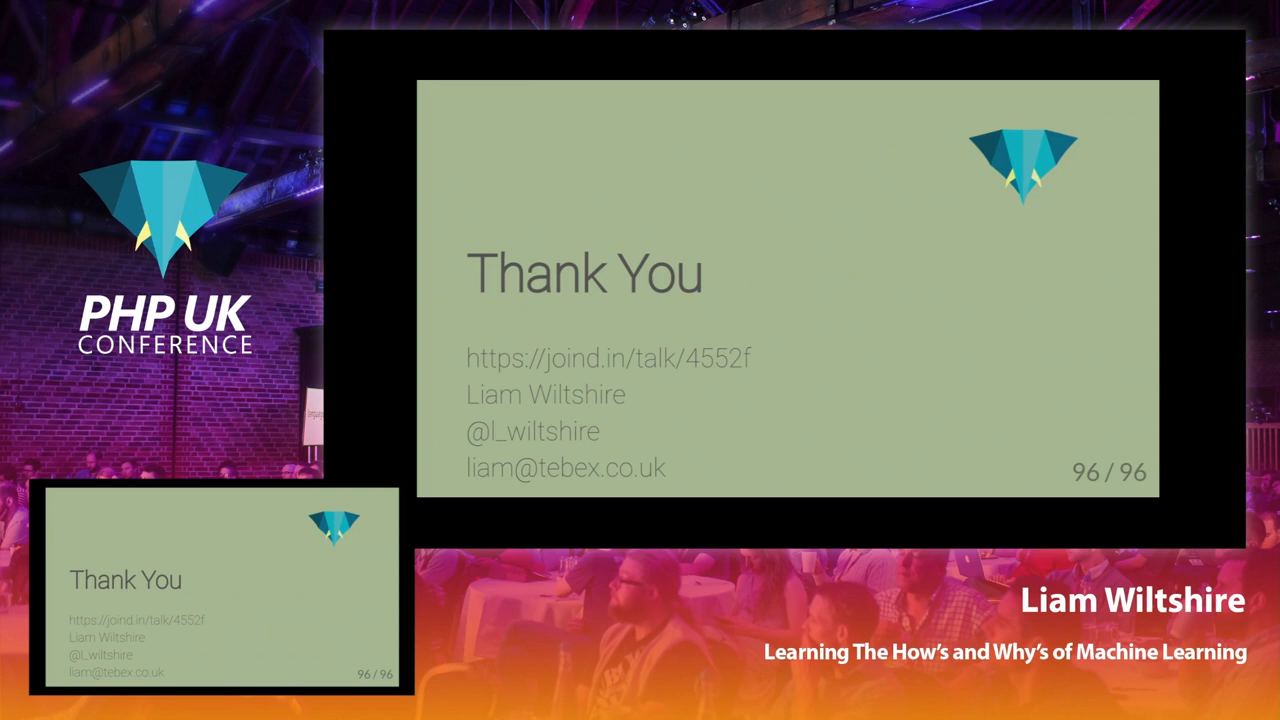 PHP UK
CONFERENCE
Thank You
https://joind.in/talk/4552f
Liam Wiltshire
@l_wiltshire
liam@tebex.co.uk
96 / 96
Thank You
https://joind.in/talk/4552f
Liam Wiltshire
@l_wiltshire
liam@tebex.co.uk
96 / 96
Liam Wiltshire
Learning The How's and Why's of Machine Learning